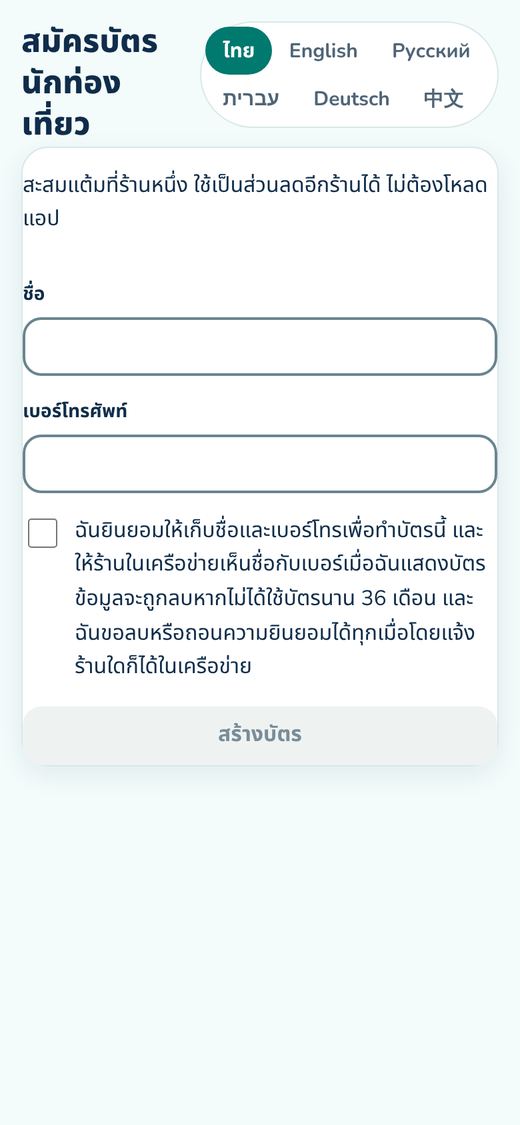 สมัครบัตร
นักท่อง
เที่ยว
ไทย English Русский
עברית Deutsch 中文
สะสมแต้มที่ร้านหนึ่ง ใช้เป็นส่วนลดอีกร้านได้ ไม่ต้องโหลด
แอป
ชื่อ
เบอร์โทรศัพท์
ฉันยินยอมให้เก็บชื่อและเบอร์โทรเพื่อทำบัตรนี้ และ
ให้ร้านในเครือข่ายเห็นชื่อกับเบอร์เมื่อฉันแสดงบัตร
ข้อมูลจะถูกลบหากไม่ได้ใช้บัตรนาน 36 เดือน และ
ฉันขอลบหรือถอนความยินยอมได้ทุกเมื่อโดยแจ้ง
ร้านใดก็ได้ในเครือข่าย
สร้างบัตร